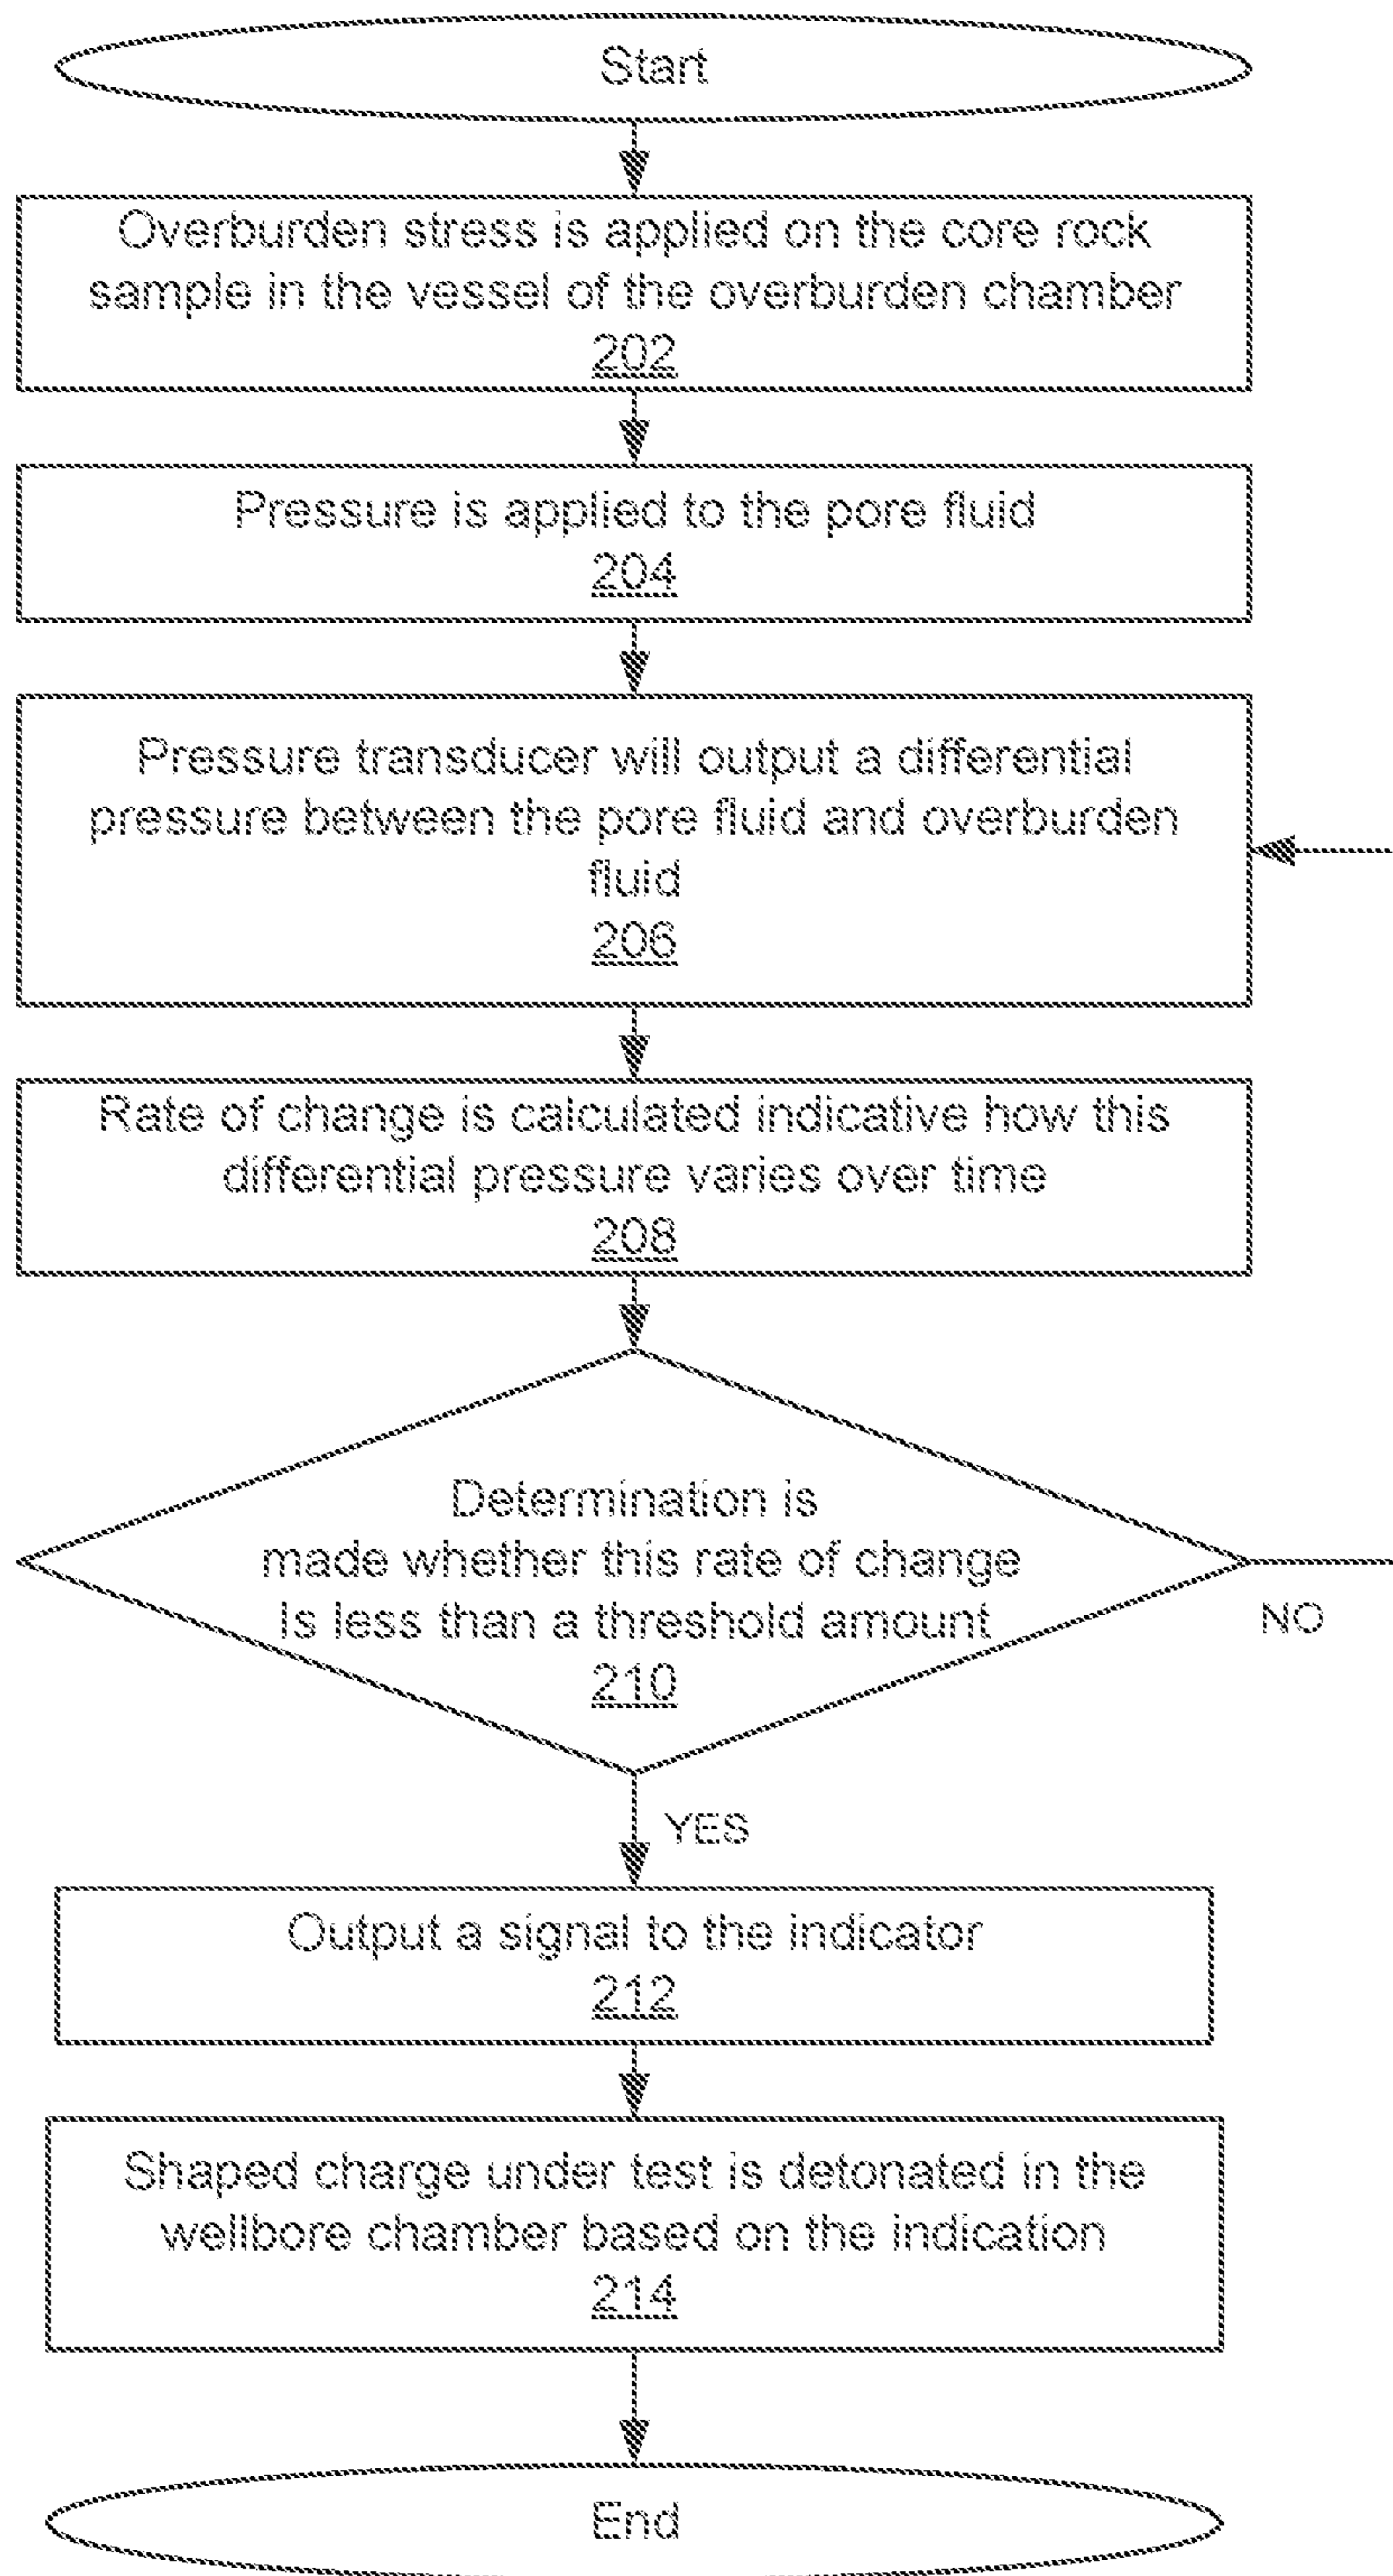 Start
Overburden stress is applied on the core rock
sample in the vessel of the overburden chamber
202
Pressure is applied to the pore fluid
204
Pressure transducer will output a differential
pressure between the pore fluid and overburden
fluid
206
Rate of change is calculated indicative how this
differential pressure varies over time
208
Determination is
made whether this rate of change
Is less than a threshold amount
210
NO
YES
Output a signal to the indicator
212
Shaped charge under test is detonated in the
wellbore chamber based on the indication
214
End